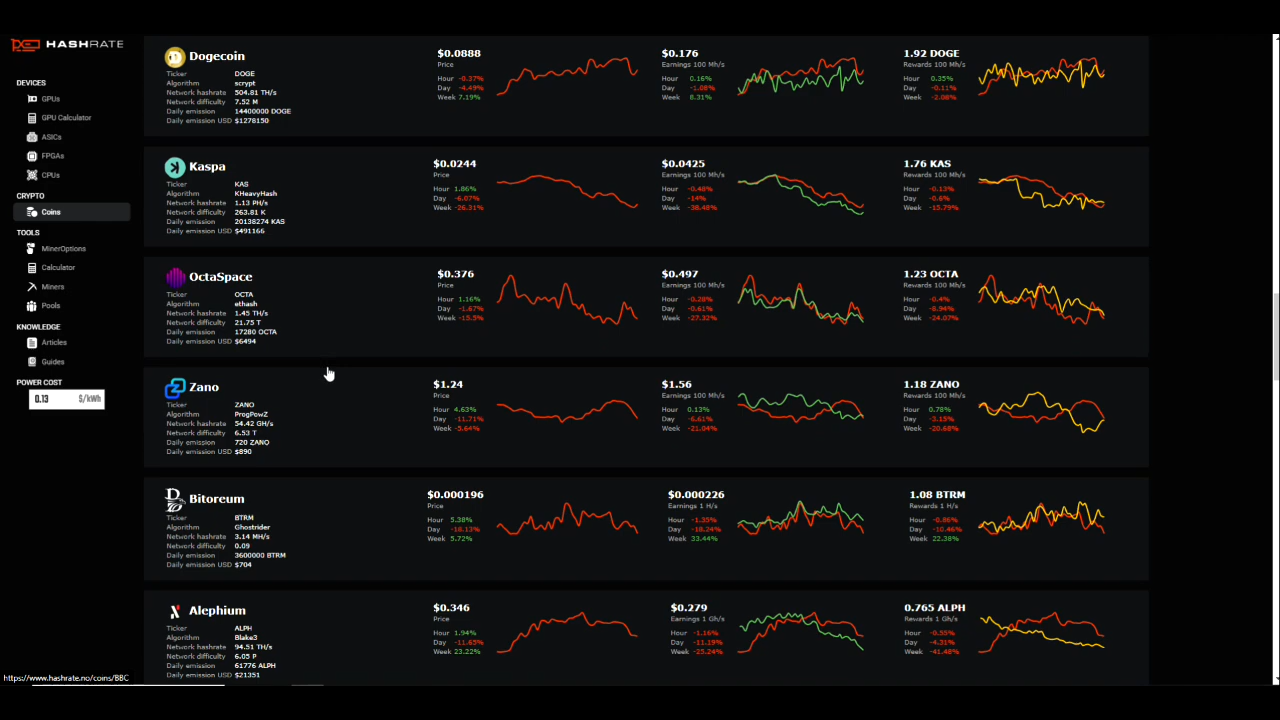 HASHRATE
DEVICES
GPUs
GPU Calculator
ASICs
FPGAs
CPUs
CRYPTO
Coins
TOOLS
MinerOptions
Calculator
Miners
Pools
KNOWLEDGE
Articles
Guides
POWER COST
0.13 $/kWh
Dogecoin
Ticker DOGE
Algorithm scrypt
Network hashrate 504.81 TH/s
Network difficulty 7.52 M
Daily emission 14400000 DOGE
Daily emission USD $1278150
$0.0888
Price
Hour -0.37%
Day -4.49%
Week 7.19%
$0.176
Earnings 100 Mh/s
Hour 0.16%
Day -1.08%
Week 8.31%
1.92 DOGE
Rewards 100 Mh/s
Hour 0.35%
Day -0.11%
Week -2.08%
Kaspa
Ticker KAS
Algorithm KHeavyHash
Network hashrate 1.13 PH/s
Network difficulty 263.81 K
Daily emission 20138274 KAS
Daily emission USD $491166
$0.0244
Price
Hour 1.86%
Day -6.07%
Week -26.31%
$0.0425
Earnings 100 Mh/s
Hour -0.48%
Day -14%
Week -38.48%
1.76 KAS
Rewards 100 Mh/s
Hour -0.13%
Day -0.6%
Week -15.79%
OctaSpace
Ticker OCTA
Algorithm ethash
Network hashrate 1.45 TH/s
Network difficulty 21.75 T
Daily emission 17280 OCTA
Daily emission USD $6494
$0.376
Price
Hour 1.16%
Day -1.67%
Week -15.5%
$0.497
Earnings 100 Mh/s
Hour -0.28%
Day -0.61%
Week -27.32%
1.23 OCTA
Rewards 100 Mh/s
Hour -0.4%
Day -8.94%
Week -24.07%
Zano
Ticker ZANO
Algorithm ProgPowZ
Network hashrate 54.42 GH/s
Network difficulty 6.53 T
Daily emission 720 ZANO
Daily emission USD $890
$1.24
Price
Hour 4.63%
Day -11.71%
Week -5.64%
$1.56
Earnings 100 Mh/s
Hour 0.13%
Day -6.61%
Week -21.04%
1.18 ZANO
Rewards 100 Mh/s
Hour 0.78%
Day -3.15%
Week -20.68%
Bitoreum
Ticker BTRM
Algorithm Ghostrider
Network hashrate 3.14 MH/s
Network difficulty 0.09
Daily emission 3600000 BTRM
Daily emission USD $704
$0.000196
Price
Hour 5.38%
Day -18.13%
Week 5.72%
$0.000226
Earnings 1 H/s
Hour -1.35%
Day -18.24%
Week 33.44%
1.08 BTRM
Rewards 1 H/s
Hour -0.86%
Day -10.46%
Week 22.38%
Alephium
Ticker ALPH
Algorithm Blake3
Network hashrate 94.51 TH/s
Network difficulty 6.05 P
Daily emission 61776 ALPH
Daily emission USD $21351
$0.346
Price
Hour 1.94%
Day -11.65%
Week 23.22%
$0.279
Earnings 1 Gh/s
Hour -1.16%
Day -11.19%
Week -25.24%
0.765 ALPH
Rewards 1 Gh/s
Hour -0.55%
Day -4.31%
Week -41.48%
https://www.hashrate.no/coins/BBC